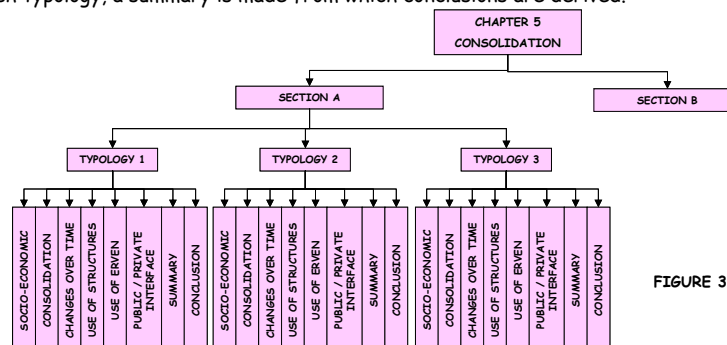 typology, a summary is made from which conclusions are derived.
CHAPTER 5
CONSOLIDATION
SECTION A
SECTION B
TYPOLOGY 1
TYPOLOGY 2
TYPOLOGY 3
SOCIO-ECONOMIC
CONSOLIDATION
CHANGES OVER TIME
USE OF STRUCTURES
USE OF ERVEN
PUBLIC / PRIVATE
INTERFACE
SUMMARY
CONCLUSION
SOCIO-ECONOMIC
CONSOLIDATION
CHANGES OVER TIME
USE OF STRUCTURES
USE OF ERVEN
PUBLIC / PRIVATE
INTERFACE
SUMMARY
CONCLUSION
SOCIO-ECONOMIC
CONSOLIDATION
CHANGES OVER TIME
USE OF STRUCTURES
USE OF ERVEN
PUBLIC / PRIVATE
INTERFACE
SUMMARY
CONCLUSION
FIGURE 3